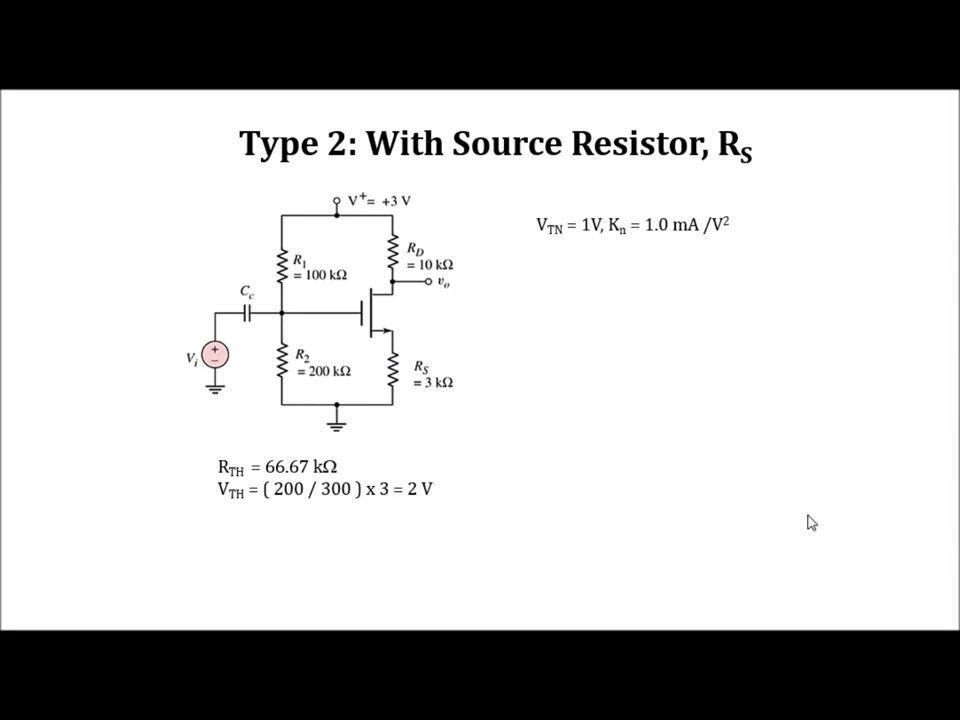 Type 2: With Source Resistor, RS
V+ = +3 V
VTN = 1V, Kn = 1.0 mA /V²
RD
= 10 kΩ
R1
= 100 kΩ
vo
Cc
Vi
+
−
R2
= 200 kΩ
RS
= 3 kΩ
RTH = 66.67 kΩ
VTH = ( 200 / 300 ) x 3 = 2 V